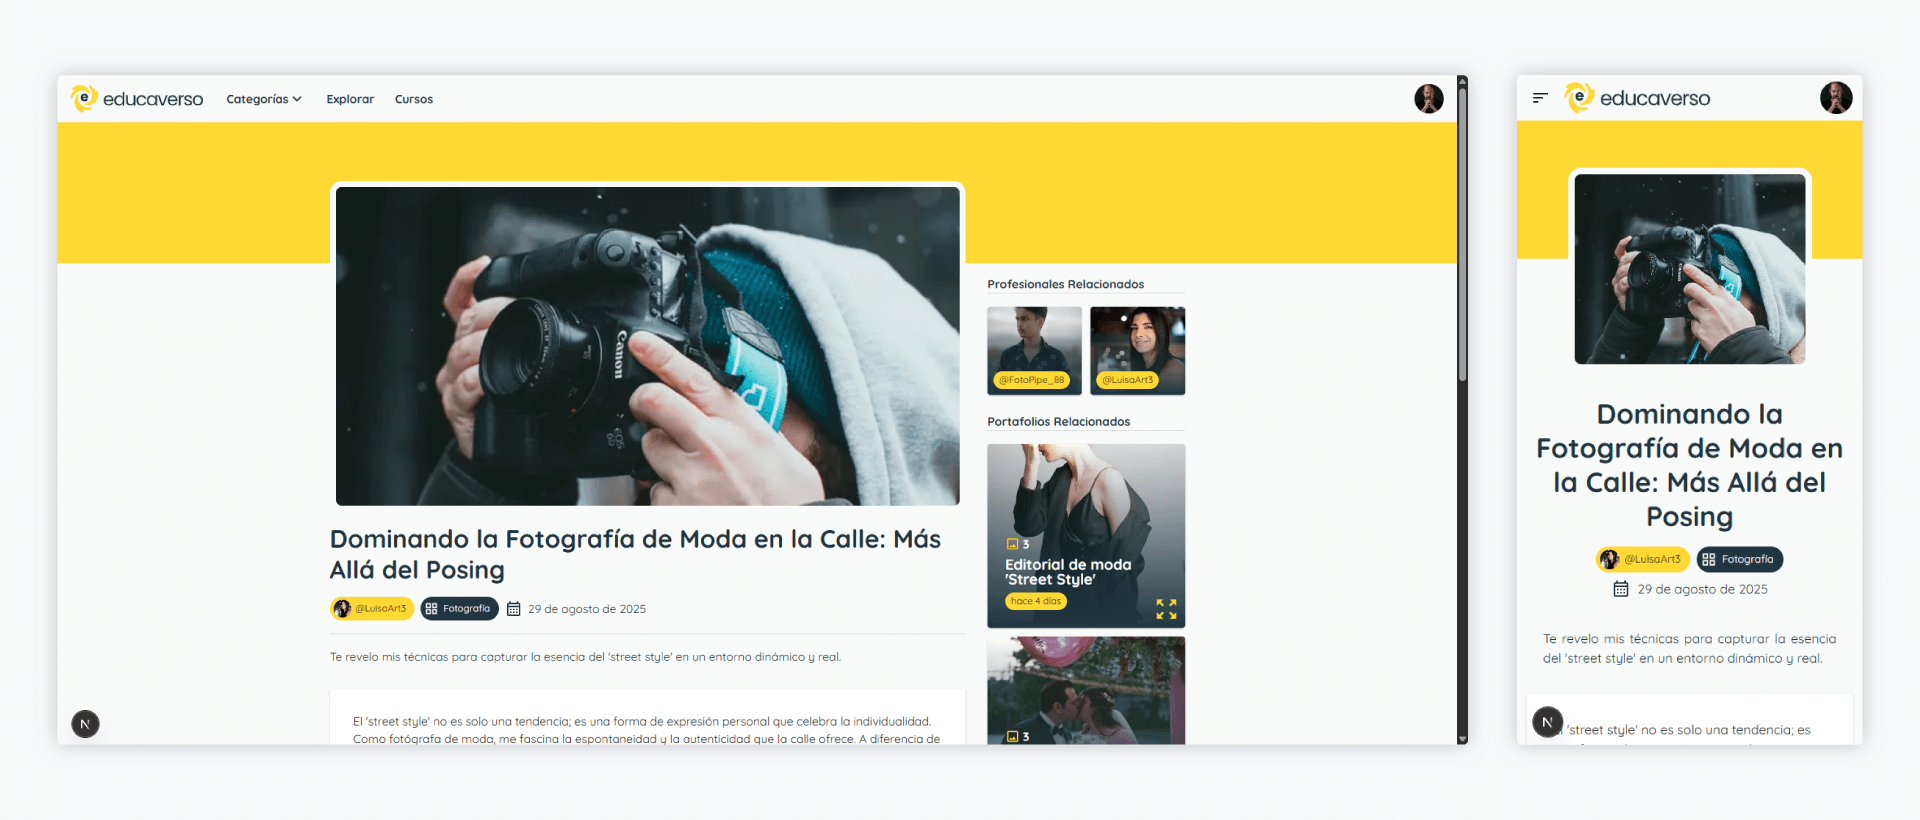 educaverso
Categorías
Explorar
Cursos
Canon
EOS
Dominando la Fotografía de Moda en la Calle: Más
Allá del Posing
@LuisaArt3
Fotografía
29 de agosto de 2025
Te revelo mis técnicas para capturar la esencia del 'street style' en un entorno dinámico y real.
El 'street style' no es solo una tendencia; es una forma de expresión personal que celebra la individualidad.
Como fotógrafa de moda, me fascina la espontaneidad y la autenticidad que la calle ofrece. A diferencia de
N
Profesionales Relacionados
@FotoPipe_88
@LuisaArt3
Portafolios Relacionados
3
Editorial de moda
'Street Style'
hace 4 días
3
educaverso
Dominando la
Fotografía de Moda en
la Calle: Más Allá del
Posing
@LuisaArt3
Fotografía
29 de agosto de 2025
Te revelo mis técnicas para capturar la esencia
del 'street style' en un entorno dinámico y real.
N
'street style' no es solo una tendencia; es